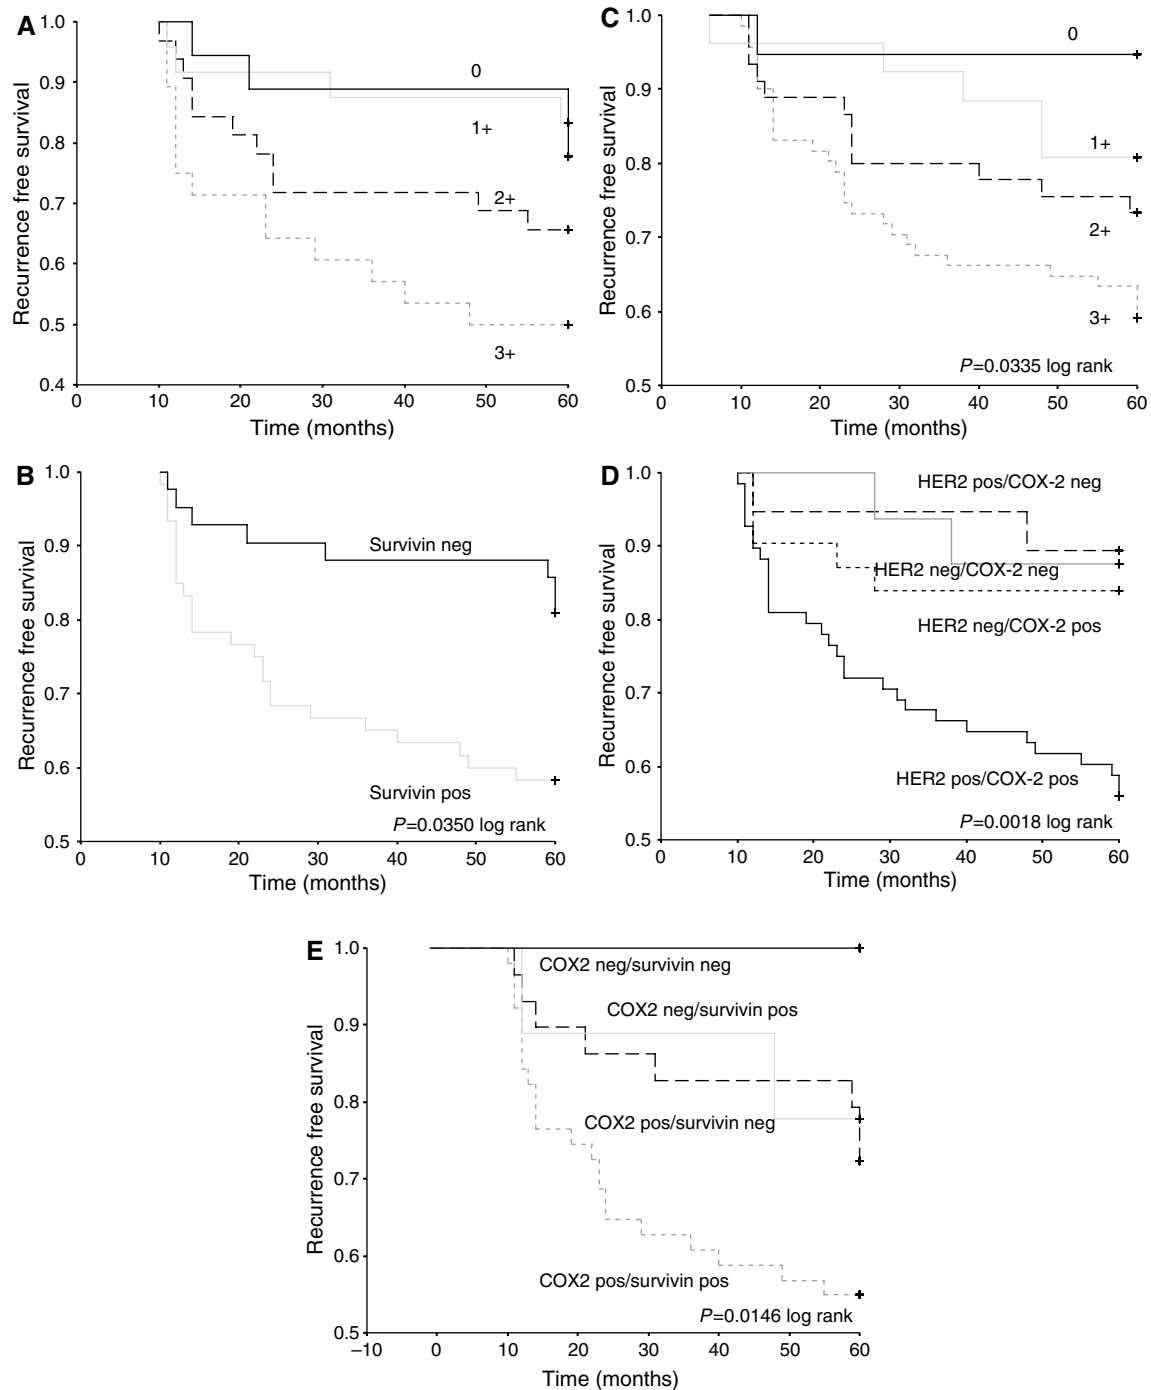 A
1.0
0.9
0.8
0.7
0.6
0.5
0.4
Recurrence free survival
0
1+
2+
3+
0 10 20 30 40 50 60
Time (months)
C
1.0
0.9
0.8
0.7
0.6
0.5
Recurrence free survival
0
1+
2+
3+
P=0.0335 log rank
0 10 20 30 40 50 60
Time (months)
B
1.0
0.9
0.8
0.7
0.6
0.5
Recurrence free survival
Survivin neg
Survivin pos
P=0.0350 log rank
0 10 20 30 40 50 60
Time (months)
D
1.0
0.9
0.8
0.7
0.6
0.5
Recurrence free survival
HER2 pos/COX-2 neg
HER2 neg/COX-2 neg
HER2 neg/COX-2 pos
HER2 pos/COX-2 pos
P=0.0018 log rank
0 10 20 30 40 50 60
Time (months)
E
1.0
0.9
0.8
0.7
0.6
0.5
Recurrence free survival
COX2 neg/survivin neg
COX2 neg/survivin pos
COX2 pos/survivin neg
COX2 pos/survivin pos
P=0.0146 log rank
−10 0 10 20 30 40 50 60
Time (months)